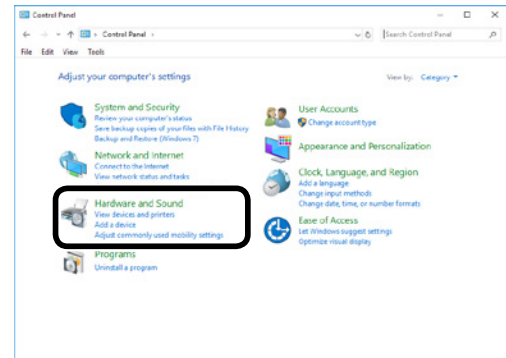 Control Panel
Control Panel
Search Control Panel
File Edit View Tools
Adjust your computer's settings
View by: Category
System and Security
Review your computer's status
Save backup copies of your files with File History
Backup and Restore (Windows 7)
Network and Internet
Connect to the Internet
View network status and tasks
Hardware and Sound
View devices and printers
Add a device
Adjust commonly used mobility settings
Programs
Uninstall a program
User Accounts
Change account type
Appearance and Personalization
Clock, Language, and Region
Add a language
Change input methods
Change date, time, or number formats
Ease of Access
Let Windows suggest settings
Optimize visual display